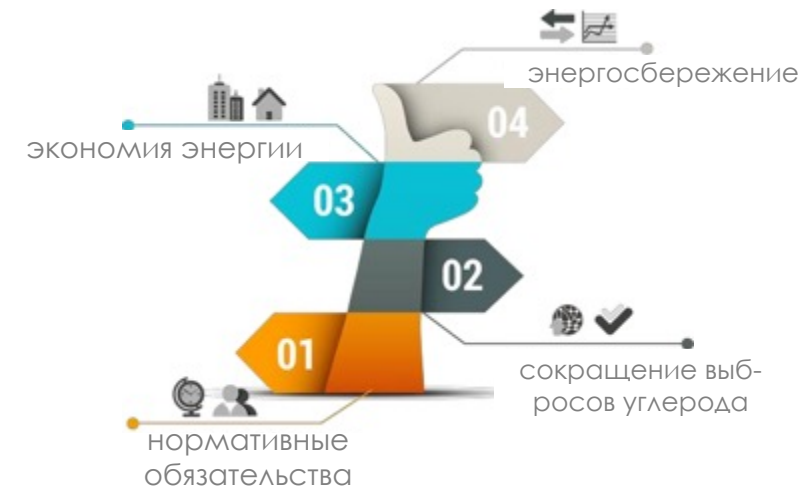 энергосбережение
04
экономия энергии
03
02
сокращение выб-
росов углерода
01
нормативные
обязательства